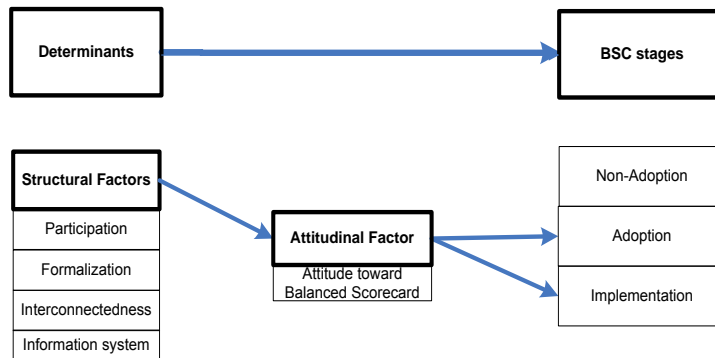 Determinants
BSC stages
Structural Factors
Participation
Formalization
Interconnectedness
Information system
Attitudinal Factor
Attitude toward
Balanced Scorecard
Non-Adoption
Adoption
Implementation